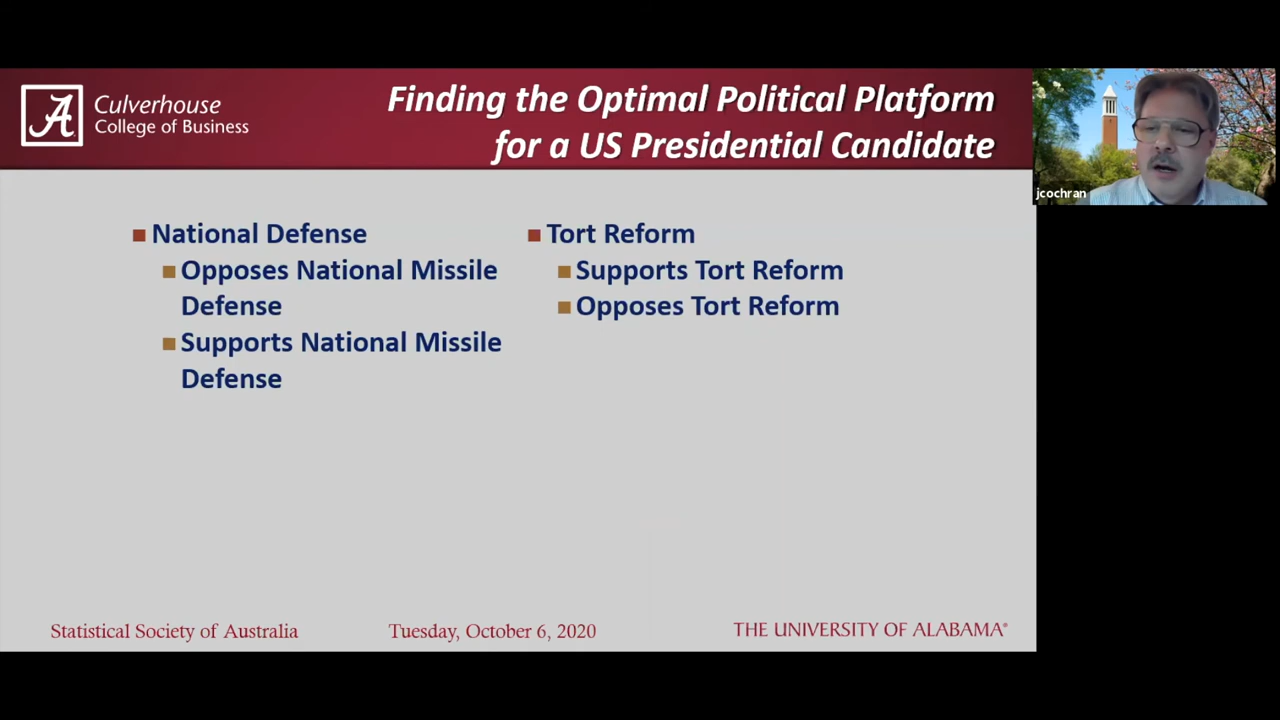 Culverhouse
College of Business
Finding the Optimal Political Platform
for a US Presidential Candidate
jcochran
National Defense
Opposes National Missile
Defense
Supports National Missile
Defense
Tort Reform
Supports Tort Reform
Opposes Tort Reform
Statistical Society of Australia
Tuesday, October 6, 2020
THE UNIVERSITY OF ALABAMA®